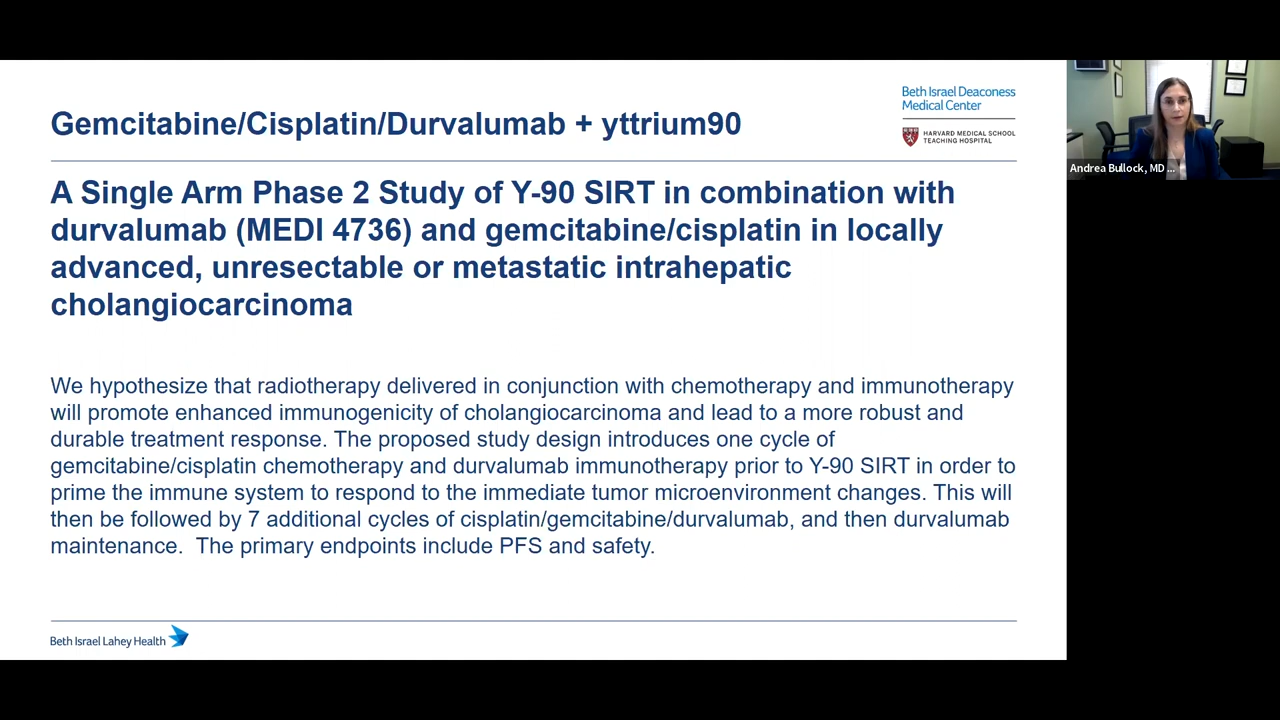 Gemcitabine/Cisplatin/Durvalumab + yttrium90
Beth Israel Deaconess
Medical Center
HARVARD MEDICAL SCHOOL
TEACHING HOSPITAL
A Single Arm Phase 2 Study of Y-90 SIRT in combination with
durvalumab (MEDI 4736) and gemcitabine/cisplatin in locally
advanced, unresectable or metastatic intrahepatic
cholangiocarcinoma
We hypothesize that radiotherapy delivered in conjunction with chemotherapy and immunotherapy
will promote enhanced immunogenicity of cholangiocarcinoma and lead to a more robust and
durable treatment response. The proposed study design introduces one cycle of
gemcitabine/cisplatin chemotherapy and durvalumab immunotherapy prior to Y-90 SIRT in order to
prime the immune system to respond to the immediate tumor microenvironment changes. This will
then be followed by 7 additional cycles of cisplatin/gemcitabine/durvalumab, and then durvalumab
maintenance.  The primary endpoints include PFS and safety.
Beth Israel Lahey Health
Andrea Bullock, MD ...